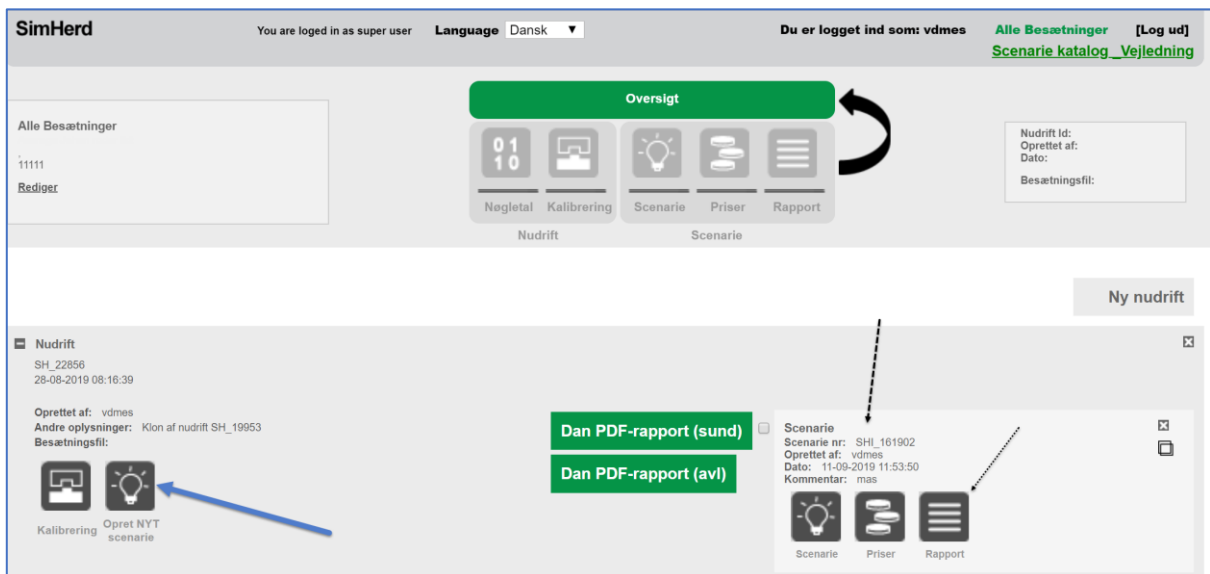 SimHerd
You are loged in as super user
Language Dansk
Du er logget ind som: vdmes
Alle Besætninger
[Log ud]
Scenarie katalog _Vejledning
Oversigt
Alle Besætninger
,
11111
Rediger
01
10
Nøgletal Kalibrering Scenarie Priser Rapport
Nudrift Scenarie
Nudrift Id:
Oprettet af:
Dato:
Besætningsfil:
Ny nudrift
Nudrift
SH_22856
28-08-2019 08:16:39
Oprettet af: vdmes
Andre oplysninger: Klon af nudrift SH_19953
Besætningsfil:
Kalibrering
Opret NYT
scenarie
Dan PDF-rapport (sund)
Dan PDF-rapport (avl)
Scenarie
Scenarie nr: SHI_161902
Oprettet af: vdmes
Dato: 11-09-2019 11:53:50
Kommentar: mas
Scenarie Priser Rapport